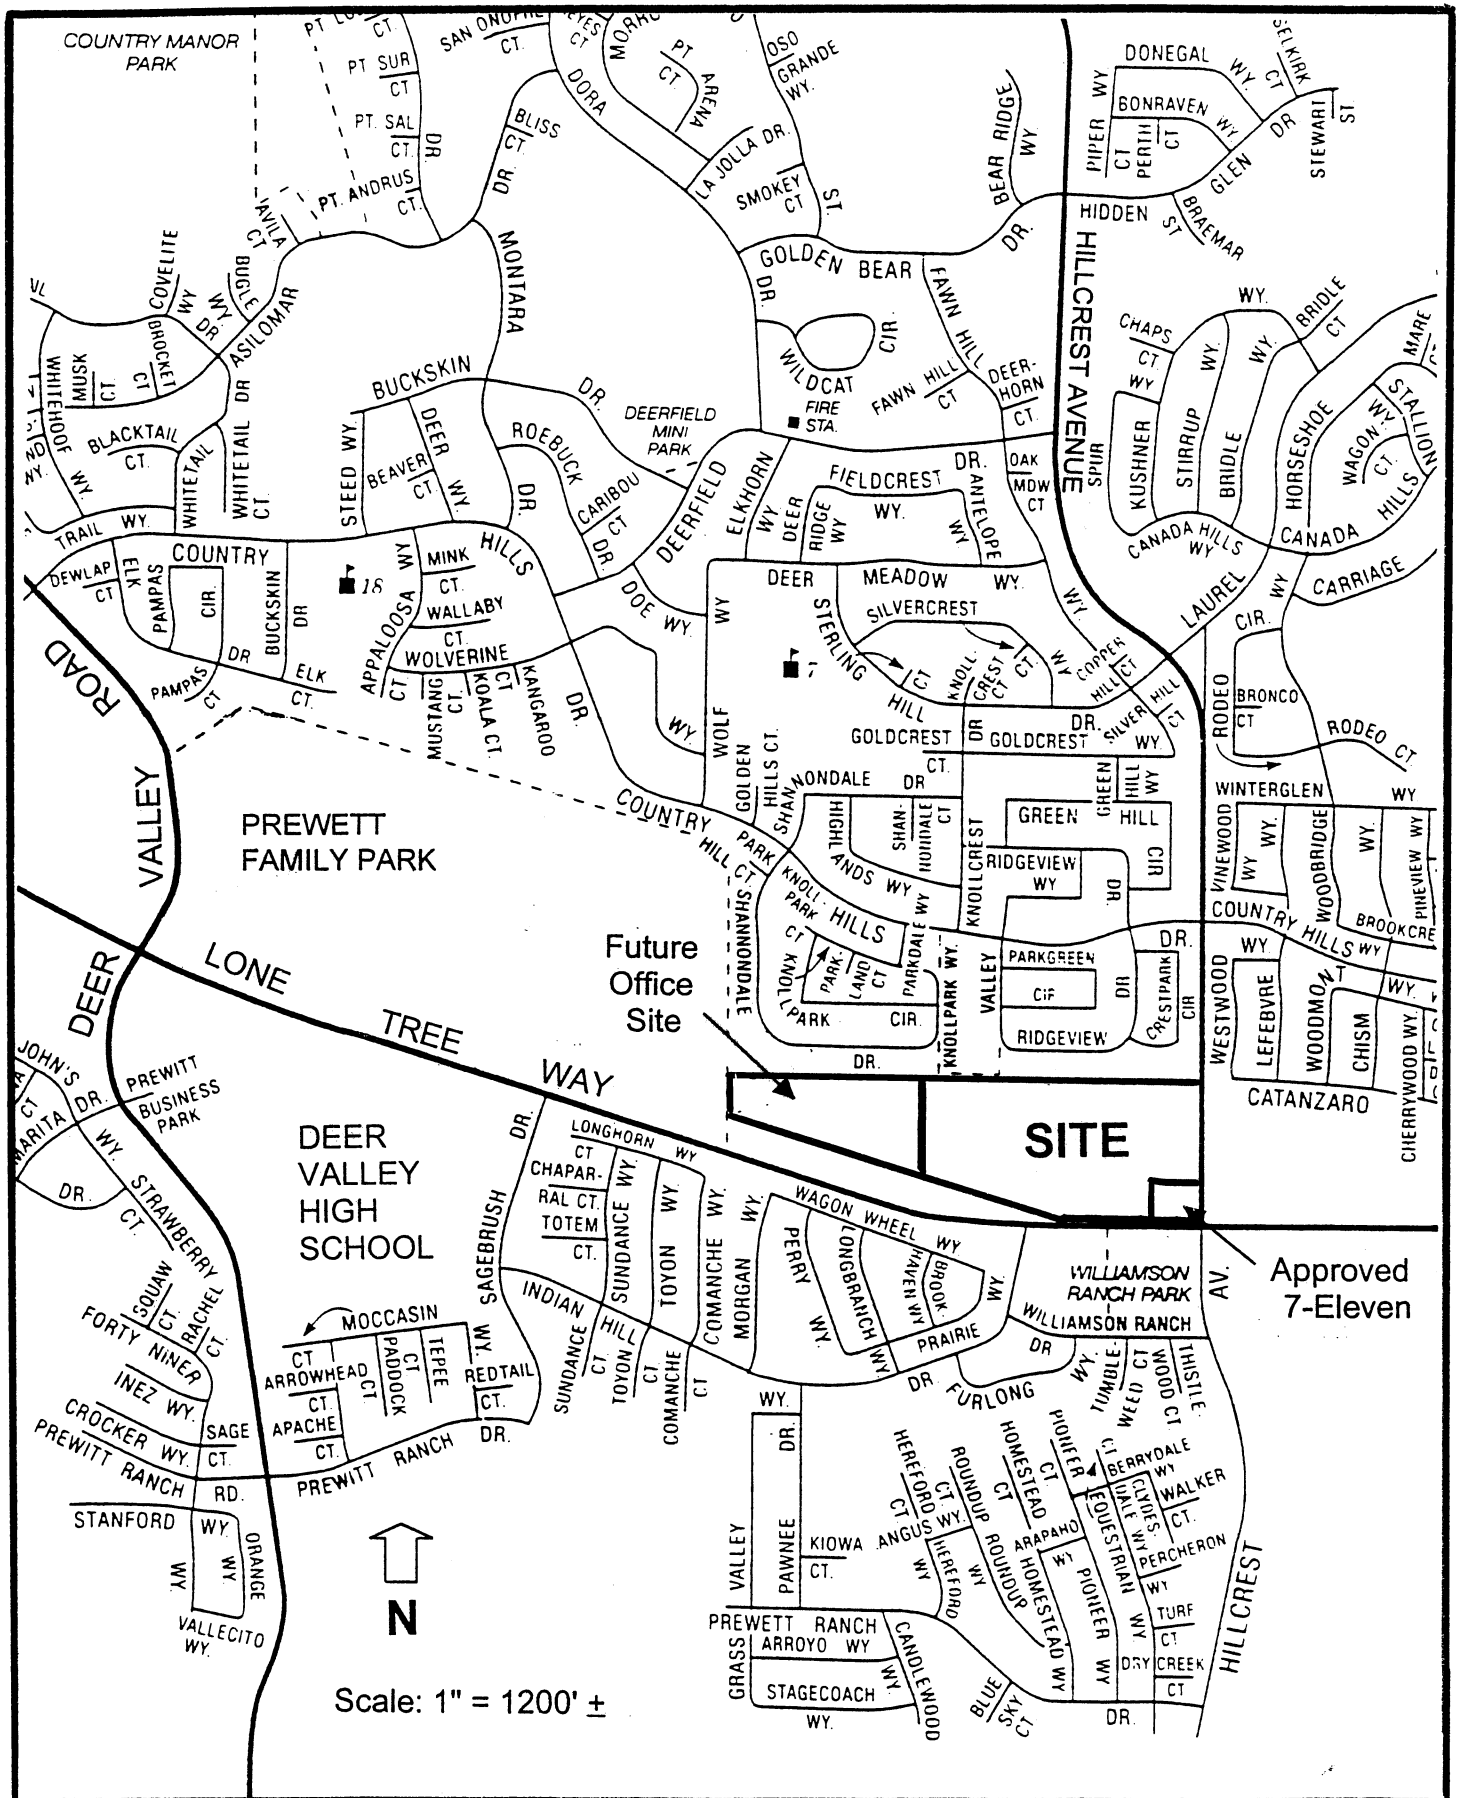 COUNTRY MANOR
PARK
PT SUR
CT
PT. SAL
CT.
DR.
PT. ANDRUS
CT.
AVILA
CT
SAN ONOFRE
CT.
CT
DORA
DR.
BLISS
CT.
PT
CT.
ARENA
LA JOLLA DR.
OSO
GRANDE
WY.
SMOKEY
CT
ST.
BEAR RIDGE
WY.
DONEGAL
WY.
SELKIRK
CT
PIPER WY
BONRAVEN
WY
PERTH
CT
CT
GLEN
DR
STEWART
ST.
HIDDEN
BRAEMAR
ST
GOLDEN BEAR
DR.
HILLCREST AVENUE
MONTARA
DR.
COVELITE
WY
BUGLE
WY.
DR.
ASILOMAR
BROCKET
CT
MUSK
CT.
WHITEHOOF
WY.
BLACKTAIL
CT.
WHITETAIL
WHITETAIL
CT.
DR
TRAIL WY.
STEED WY.
BUCKSKIN
DR.
DEER
WY.
BEAVER
CT.
ROEBUCK
DR.
CARIBOU
CT
DR.
DEERFIELD
MINI
PARK
FIRE
STA.
WILDCAT
CIR.
FAWN HILL
FAWN HILL
CT
DEER-
HORN
CT.
OAK
MDW
CT
DR.
DEERFIELD
ELKHORN
WY.
DEER
RIDGE
WY
FIELDCREST
WY.
ANTELOPE
WY.
CHAPS
CT.
WY
SPUR
KUSHNER
STIRRUP
WY.
BRIDLE
WY.
WY.
BRIDLE
CT
HORSESHOE
MARE
STALLION
WAGON
WY.
CT.
HILLS
CANADA
CANADA HILLS
WY
CARRIAGE
LAUREL
WY
CIR.
RODEO
BRONCO
CT
RODEO CT.
DEWLAP
CT
ELK
PAMPAS
CIR.
PAMPAS
CT
DR
COUNTRY
HILLS
BUCKSKIN
DR
ELK
CT.
18
APPALOOSA
WY
CT.
MINK
CT.
WALLABY
CT.
WOLVERINE
MUSTANG
CT.
KOALA CT.
KANGAROO
CT
DR.
DOE WY.
WY.
WOLF
WY
DEER MEADOW WY.
WY.
SILVERCREST
CT
CT.
STERLING
HILL
DR.
7
KNOLL-
CREST
CT
WY
COPPER
HILL CT
SILVER HILL
CT
GOLDCREST
CT.
DR
GOLDCREST
WY.
GOLDEN
HILLS CT.
SHANNONDALE DR
HIGHLANDS WY
SHAN-
NONDALE
CT
KNOLLCREST
GREEN
HILL
WY
GREEN HILL
CIR
RIDGEVIEW
WY
DR.
WINTERGLEN WY
VINEWOOD
WY
WY.
WOODBRIDGE
WY.
PINEVIEW WY
COUNTRY HILLS
DR.
BROOKCRE
WY
WESTWOOD
WY.
LEFEBVRE
WOODMONT
WY.
CHISM
CHERRYWOOD WY.
CATANZARO
ROAD
VALLEY
DEER
PREWETT
FAMILY PARK
COUNTRY
HILLS
PARK
HILL CT.
SHANNONDALE
DR.
KNOLL-
PARK
CT
KNOLLPARK
CIR.
PARK-
LAND
CT
PARKDALE WY
KNOLLPARK WY.
VALLEY
PARKGREEN
CIR
RIDGEVIEW
DR
CRESTPARK
CIR
DR.
LONE
TREE
WAY
Future
Office
Site
SITE
Approved
7-Eleven
WILLIAMSON
RANCH PARK
AV.
JOHN'S
DR.
CT
MARITA
DR.
WY.
CT.
STRAWBERRY
PREWITT
BUSINESS
PARK
DEER
VALLEY
HIGH
SCHOOL
SAGEBRUSH
DR.
LONGHORN WY
CT
CHAPAR-
RAL CT.
TOTEM
CT.
SUNDANCE WY.
TOYON WY.
COMANCHE WY.
MORGAN WY.
WAGON WHEEL WY
PERRY
WY.
LONGBRANCH
WY.
HAVEN WY
BROOK
WY.
PRAIRIE
WILLIAMSON RANCH
DR
DR.
FURLONG
WY.
TUMBLE-
WEED CT
THISTLE-
WOOD CT.
INDIAN HILL
SUNDANCE
CT.
TOYON
CT
COMANCHE
CT
SQUAW
CT.
RACHEL
CT.
FORTY NINER
INEZ WY.
CROCKER WY.
SAGE
CT.
PREWITT RANCH
RD.
MOCCASIN
CT
WY.
ARROWHEAD
CT.
APACHE
CT.
PADDOCK
CT.
TEPEE
CT
REDTAIL
CT.
PREWITT RANCH
DR.
STANFORD
WY.
WY.
WY.
ORANGE
VALLECITO
WY.
N
Scale: 1" = 1200' ±
WY.
DR.
VALLEY
PAWNEE
KIOWA
CT.
PREWETT RANCH
ARROYO WY
GRASS
STAGECOACH
WY.
CANDLEWOOD
WY.
HEREFORD
CT.
ANGUS WY.
HEREFORD
WY
ROUNDUP
CT.
ROUNDUP
WY
HOMESTEAD
CT
HOMESTEAD WY
ARAPAHO
WY
PIONEER
CT
PIONEER WY
CT
BERRYDALE
WY
CLYDES-
DALE WY
WALKER
CT.
EQUESTRIAN
WY
PERCHERON
WY
TURF
CT
DRY CREEK
CT
BLUE
SKY
CT
DR.
HILLCREST